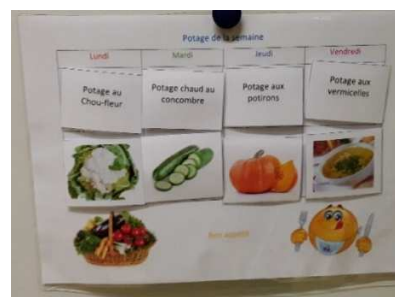 Potage de la semaine
Lundi Mardi Jeudi Vendredi
Potage au
Chou-fleur
Potage chaud au
concombre
Potage aux
potirons
Potage aux
vermicelles
Bon appétit